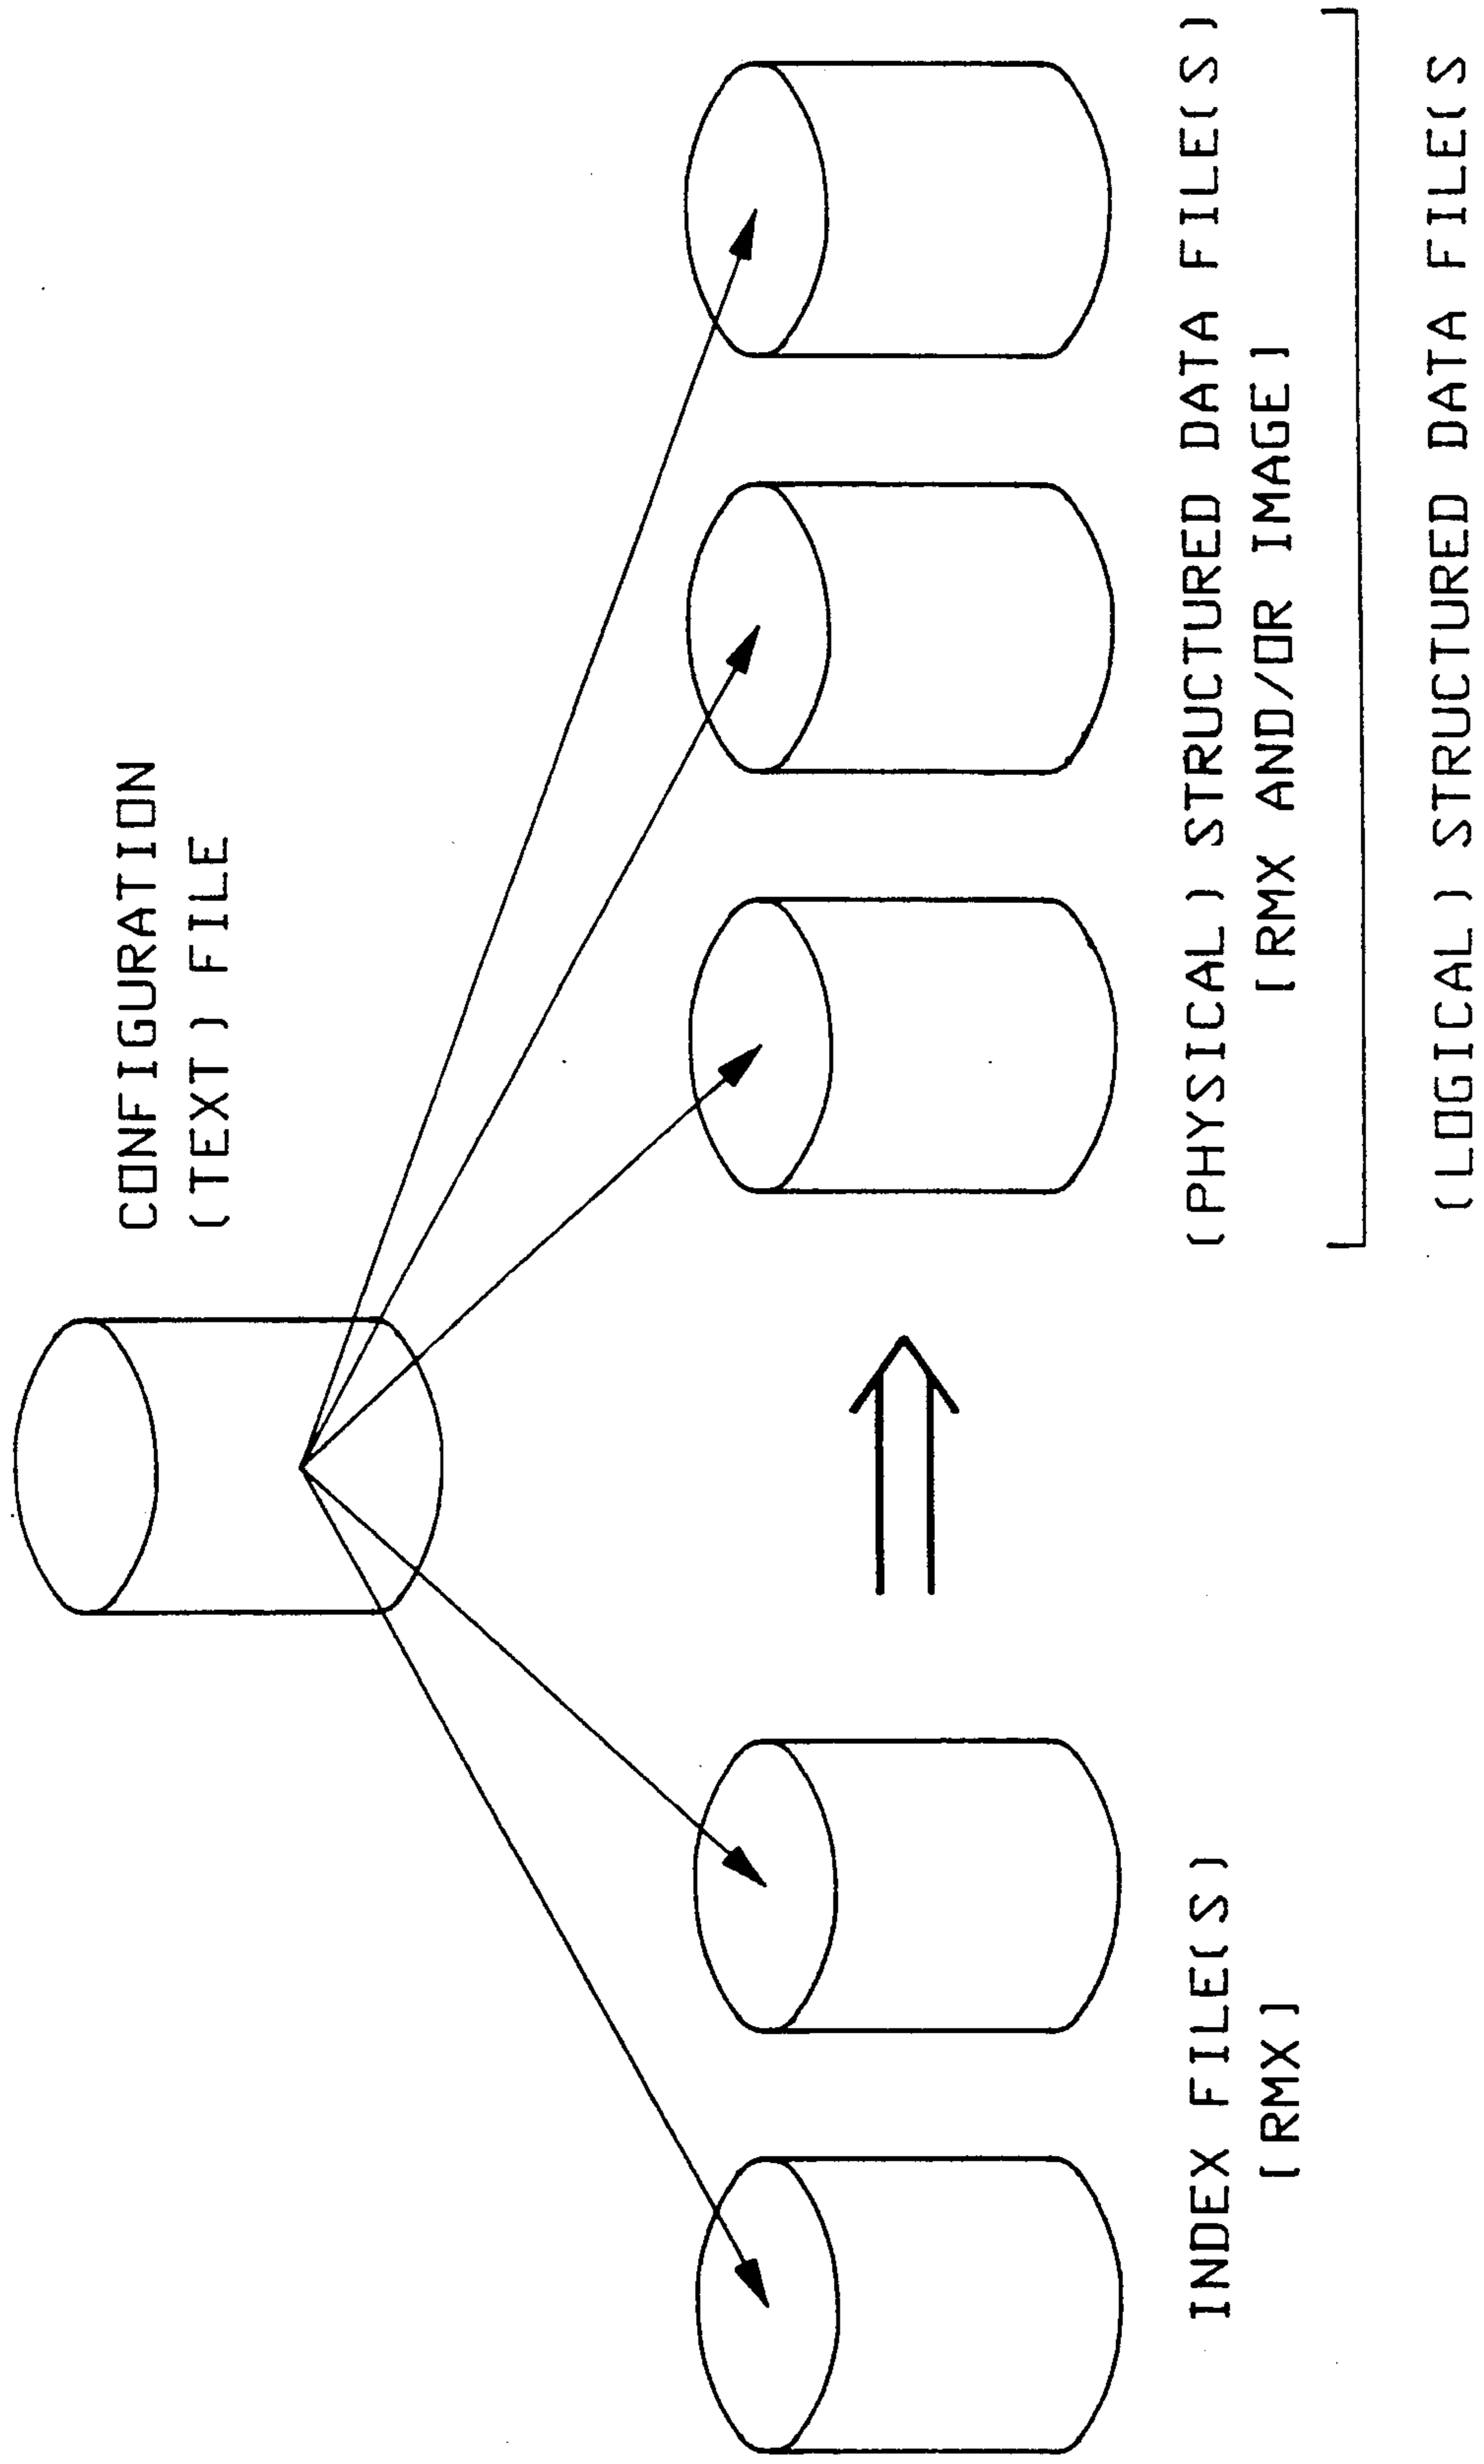 CONFIGURATION
(TEXT) FILE
INDEX FILE(S)
[RMX]
(PHYSICAL) STRUCTURED DATA FILE(S)
[RMX AND/OR IMAGE]
(LOGICAL) STRUCTURED DATA FILE(S